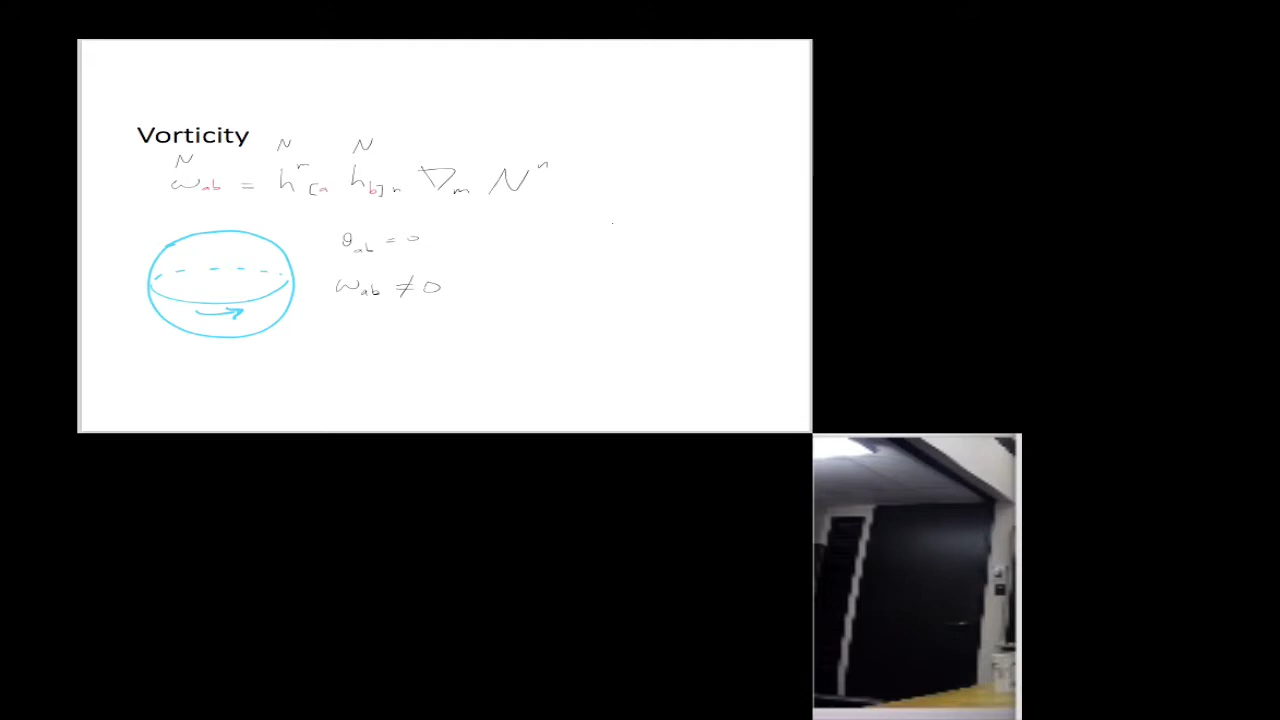 Vorticity
N N N
ω_ab = h^r_[a h_b]n ∇_m N^n
θ_ab = 0
ω_ab ≠ 0